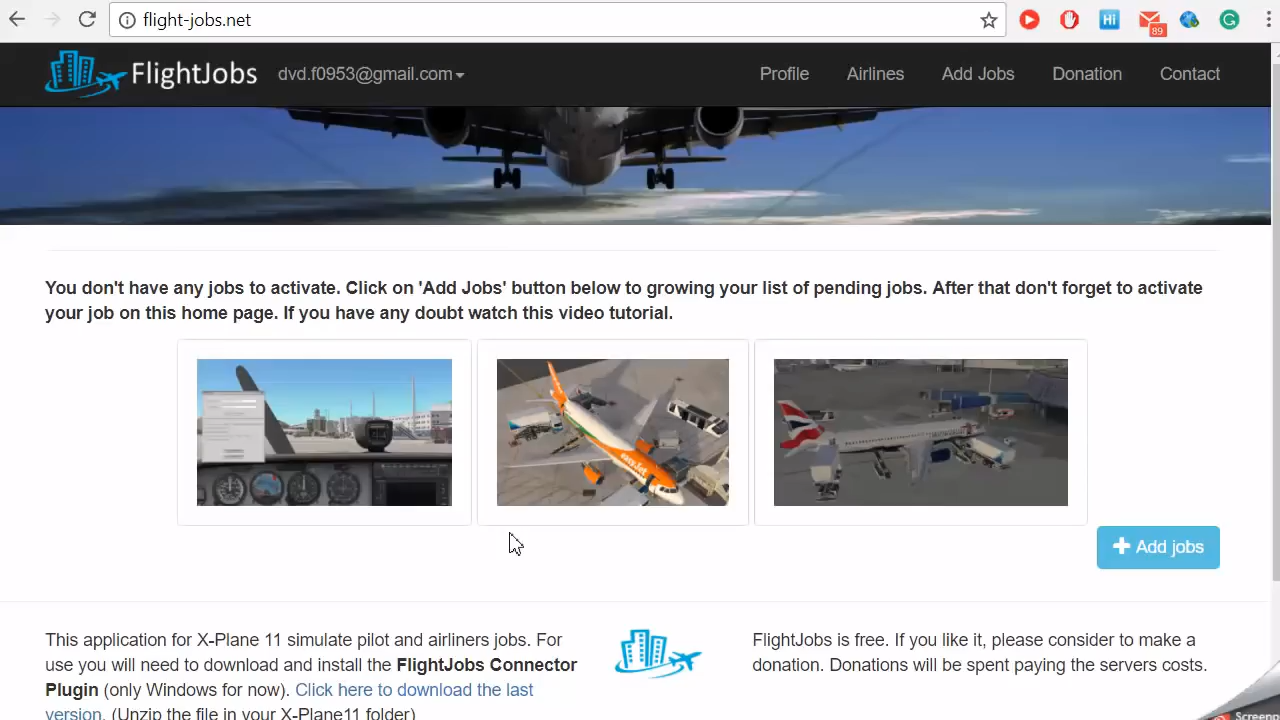 flight-jobs.net
Hi
89
FlightJobs dvd.f0953@gmail.com Profile Airlines Add Jobs Donation Contact
You don't have any jobs to activate. Click on 'Add Jobs' button below to growing your list of pending jobs. After that don't forget to activate
your job on this home page. If you have any doubt watch this video tutorial.
easyJet
+ Add jobs
This application for X-Plane 11 simulate pilot and airliners jobs. For
use you will need to download and install the FlightJobs Connector
Plugin (only Windows for now). Click here to download the last
version. (Unzip the file in your X-Plane11 folder)
FlightJobs is free. If you like it, please consider to make a
donation. Donations will be spent paying the servers costs.